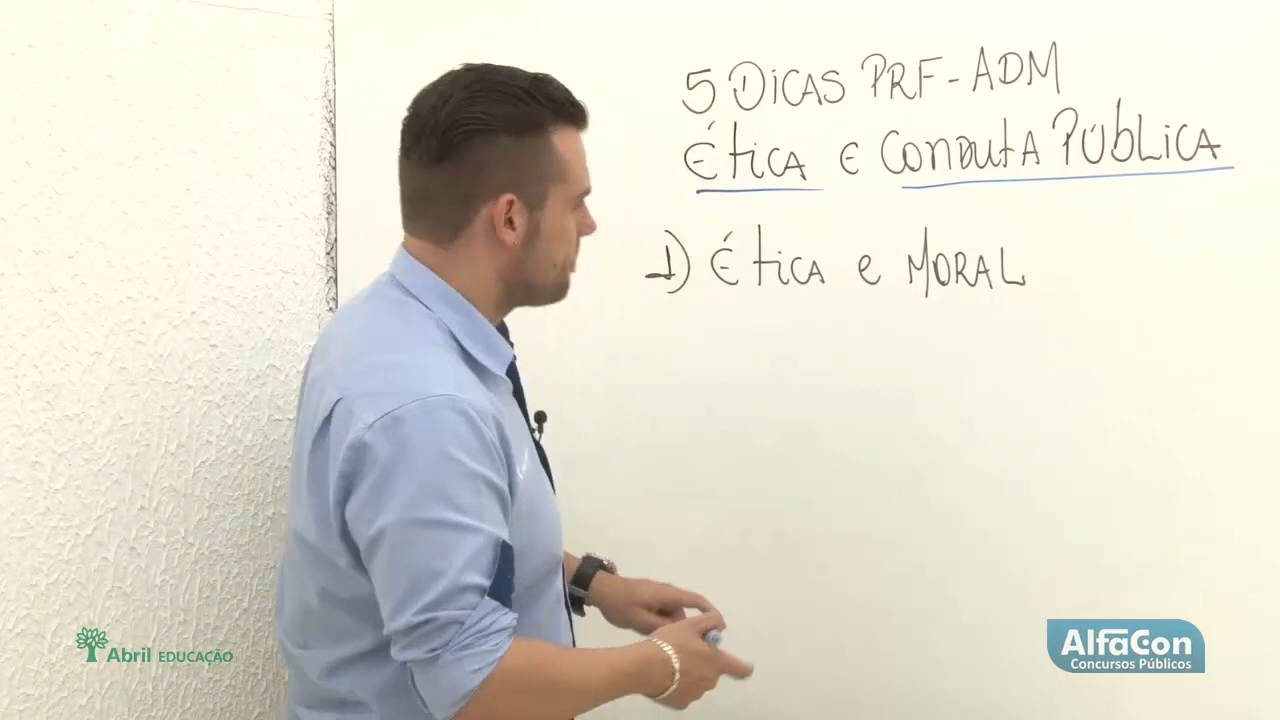 5 DiCAS PRF-ADM
Ética e Conduta Pública
1) Ética e MORAL
Abril EDUCAÇÃO
AlfaCon
Concursos Públicos